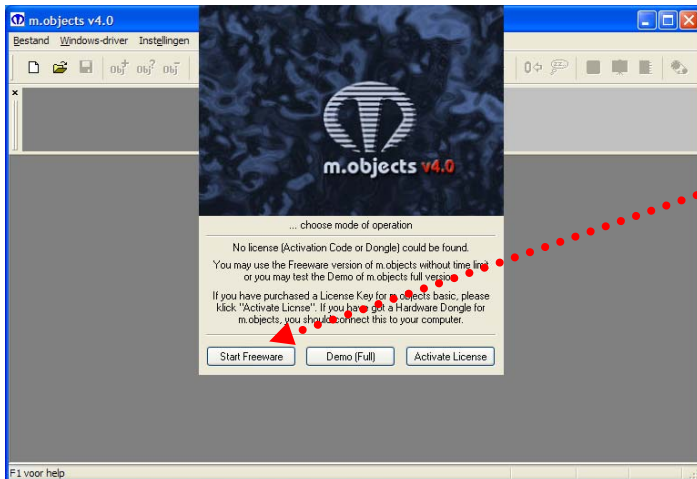 m.objects v4.0
Bestand Windows-driver Instellingen
obj+ obj? obj-
m.objects v4.0
... choose mode of operation
No license (Activation Code or Dongle) could be found.
You may use the Freeware version of m.objects without time limit
or you may test the Demo of m.objects full version.
If you have purchased a License Key for m.objects basic, please
klick "Activate Licnse". If you have got a Hardware Dongle for
m.objects, you should connect this to your computer.
Start Freeware Demo (Full) Activate License
F1 voor help